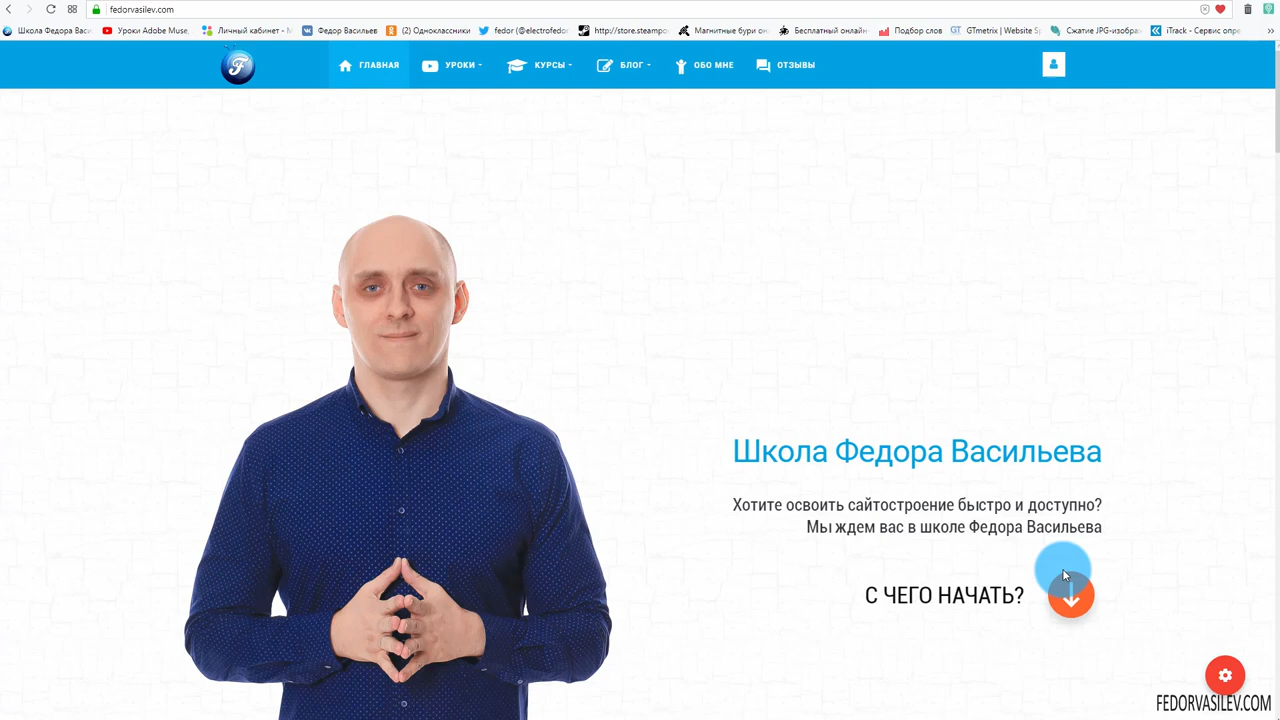 fedorvasilev.com
Школа Федора Васи
Уроки Adobe Muse,
Личный кабинет - М
Федор Васильев
(2) Одноклассники
fedor (@electrofedor
http://store.steampo
Магнитные бури он
Бесплатный онлайн
Подбор слов
GTmetrix | Website Sp
Сжатие JPG-изобра
iTrack - Сервис опре
ГЛАВНАЯ
УРОКИ
КУРСЫ
БЛОГ
ОБО МНЕ
ОТЗЫВЫ
Школа Федора Васильева
Хотите освоить сайтостроение быстро и доступно?
Мы ждем вас в школе Федора Васильева
С ЧЕГО НАЧАТЬ?
FEDORVASILEV.COM